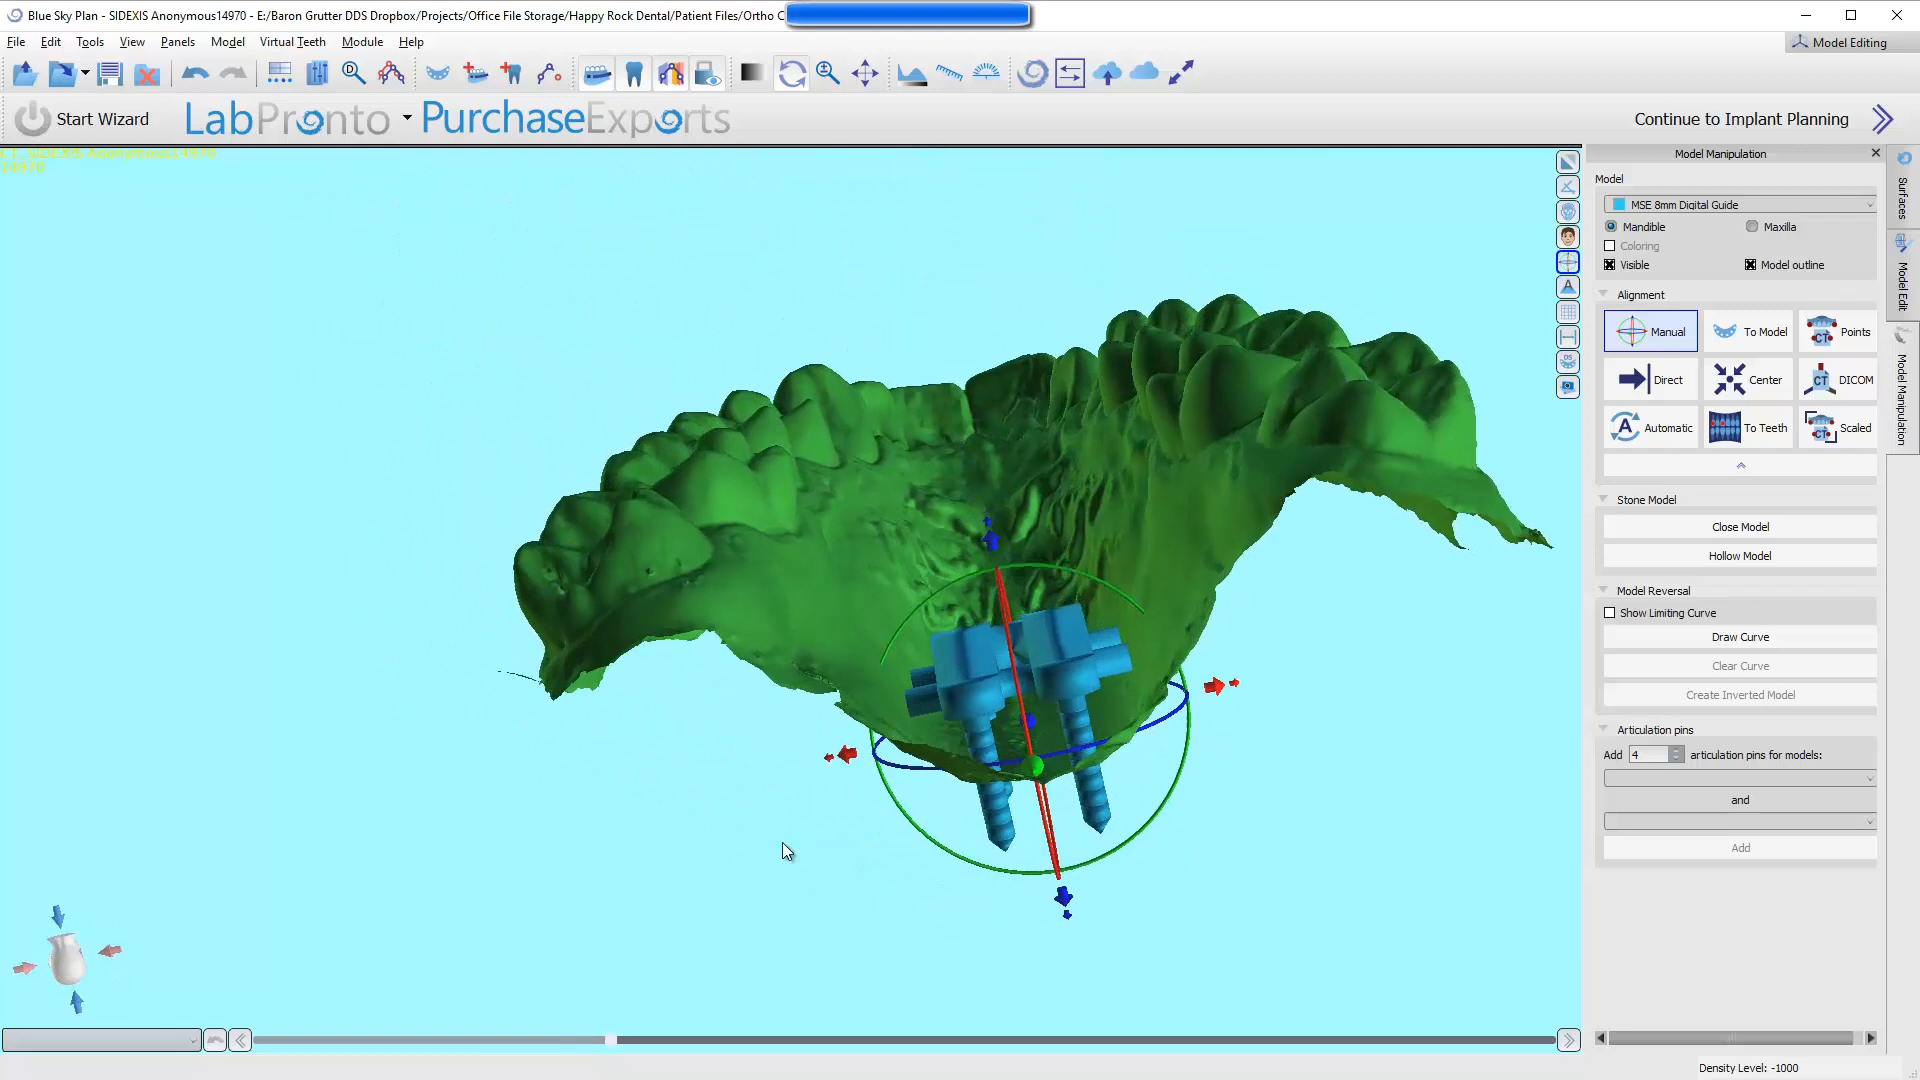 Blue Sky Plan - SIDEXIS Anonymous14970 - E:/Baron Grutter DDS Dropbox/Projects/Office File Storage/Happy Rock Dental/Patient Files/Ortho C
File Edit Tools View Panels Model Virtual Teeth Module Help
Model Editing
Start Wizard LabPronto PurchaseExports Continue to Implant Planning
CT, SIDEXIS Anonymous14970
14970
Model Manipulation
Model
MSE 8mm Digital Guide
Mandible Maxilla
Coloring
Visible Model outline
Alignment
Manual To Model Points
Direct Center DICOM
Automatic To Teeth Scaled
Stone Model
Close Model
Hollow Model
Model Reversal
Show Limiting Curve
Draw Curve
Clear Curve
Create Inverted Model
Articulation pins
Add 4 articulation pins for models:
and
Add
Surfaces
Model Edit
Model Manipulation
Density Level: -1000